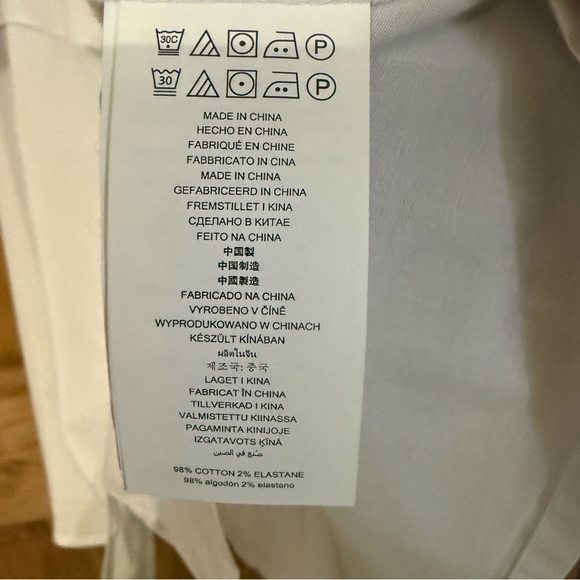 30C P
30 P
MADE IN CHINA
HECHO EN CHINA
FABRIQUÉ EN CHINE
FABBRICATO IN CINA
MADE IN CHINA
GEFABRICEERD IN CHINA
FREMSTILLET I KINA
СДЕЛАНО В КИТАЕ
FEITO NA CHINA
中国製
中国制造
中國製造
FABRICADO NA CHINA
VYROBENO V ČÍNĚ
WYPRODUKOWANO W CHINACH
KÉSZÜLT KÍNÁBAN
ผลิตในจีน
제조국: 중국
LAGET I KINA
FABRICAT ÎN CHINA
TILLVERKAD I KINA
VALMISTETTU KIINASSA
PAGAMINTA KINIJOJE
IZGATAVOTS ĶĪNĀ
صنع في الصين
98% COTTON 2% ELASTANE
98% algodón 2% elastano